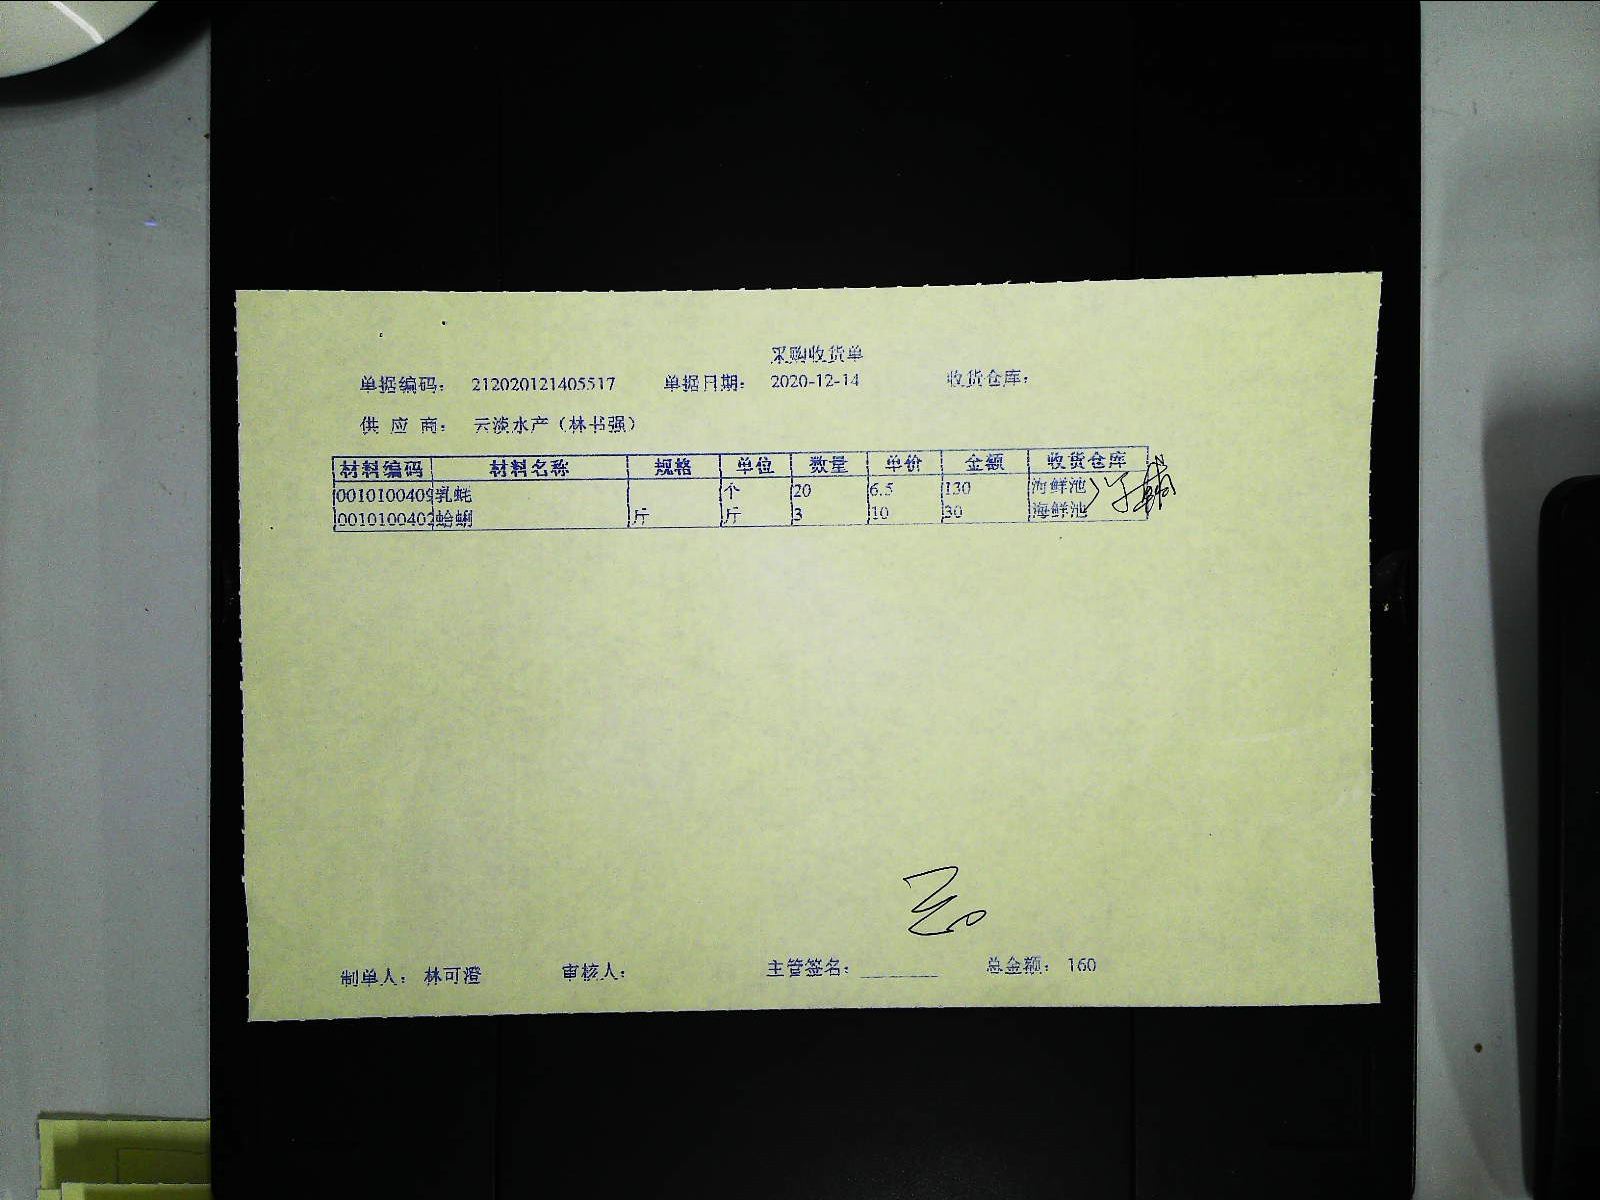 采购收货单
单据编码: 212020121405517 单据日期: 2020-12-14 收货仓库:
供 应 商: 云淡水产（林书强）
材料编码 材料名称 规格 单位 数量 单价 金额 收货仓库
0010100409 乳蚝 个 20 6.5 130 海鲜池
0010100402 蛤蜊 斤 斤 3 10 30 海鲜池
制单人: 林可澄 审核人: 主管签名: ________ 总金额: 160